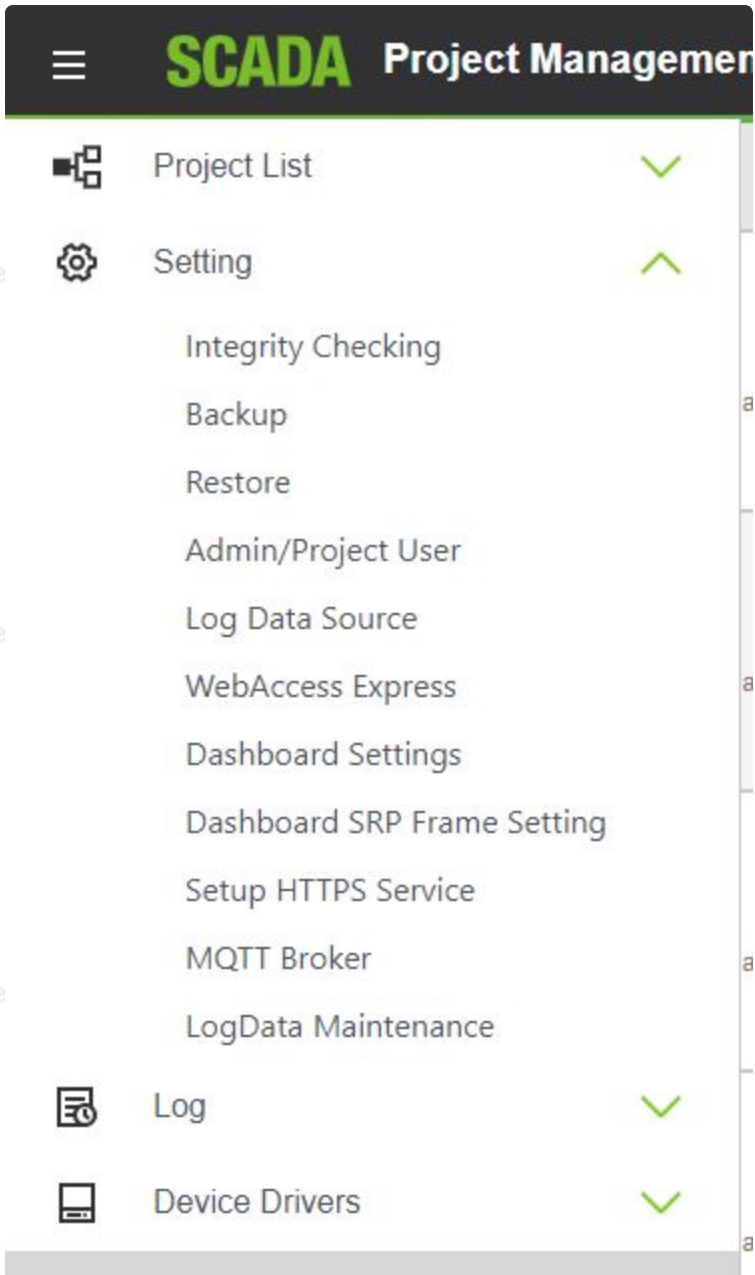 SCADA Project Managemen
Project List
Setting
Integrity Checking
Backup
Restore
Admin/Project User
Log Data Source
WebAccess Express
Dashboard Settings
Dashboard SRP Frame Setting
Setup HTTPS Service
MQTT Broker
LogData Maintenance
Log
Device Drivers